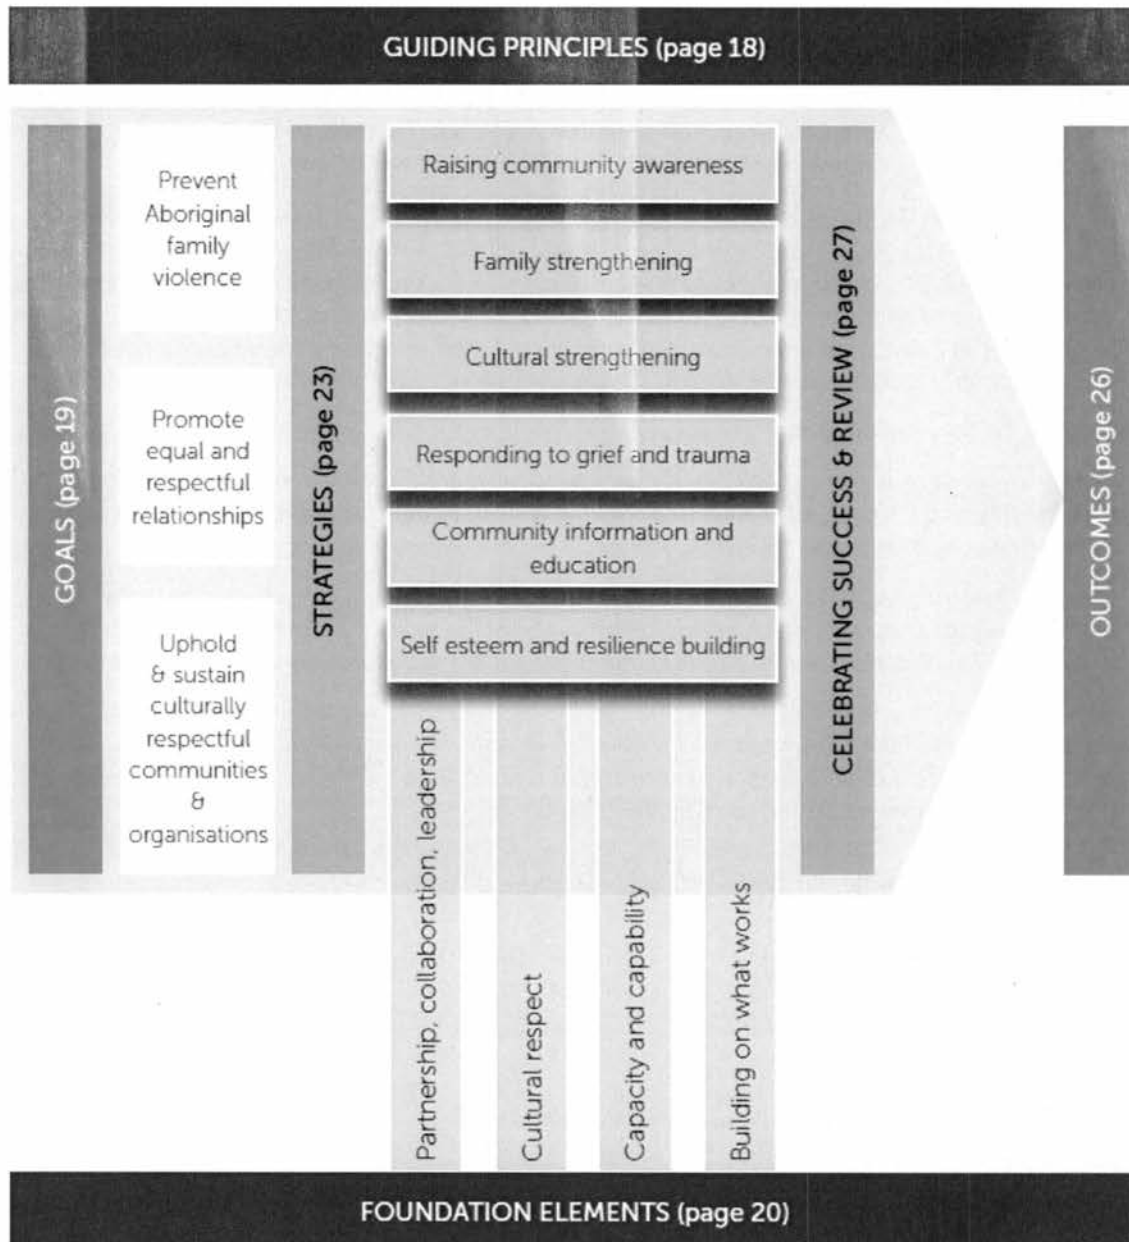 GUIDING PRINCIPLES (page 18)
GOALS (page 19)
Prevent
Aboriginal
family
violence
Promote
equal and
respectful
relationships
Uphold
& sustain
culturally
respectful
communities
&
organisations
STRATEGIES (page 23)
Raising community awareness
Family strengthening
Cultural strengthening
Responding to grief and trauma
Community information and
education
Self esteem and resilience building
Partnership, collaboration, leadership
Cultural respect
Capacity and capability
Building on what works
CELEBRATING SUCCESS & REVIEW (page 27)
OUTCOMES (page 26)
FOUNDATION ELEMENTS (page 20)